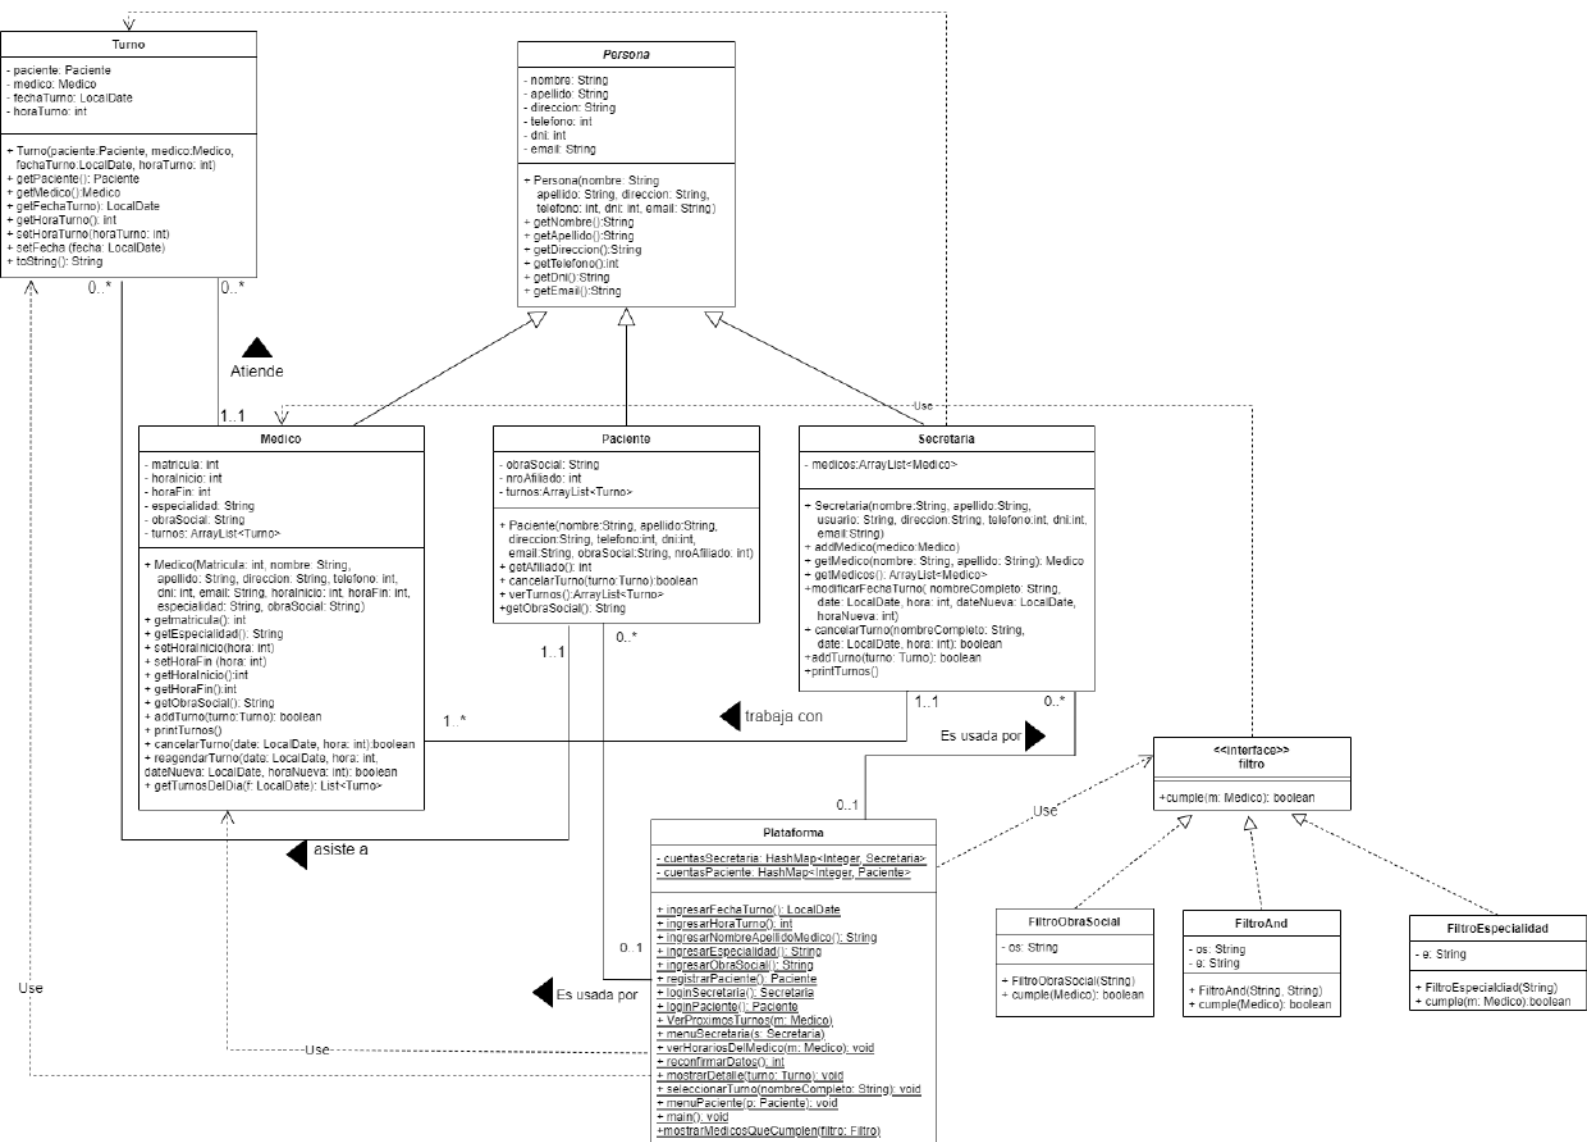 Turno
- paciente: Paciente
- medico: Medico
- fechaTurno: LocalDate
- horaTurno: int
+ Turno(paciente:Paciente, medico:Medico,
fechaTurno:LocalDate, horaTurno: int)
+ getPaciente(): Paciente
+ getMedico():Medico
+ getFechaTurno): LocalDate
+ getHoraTurno(): int
+ setHoraTurno(horaTurno: int)
+ setFecha (fecha: LocalDate)
+ toString(): String
Persona
- nombre: String
- apellido: String
- direccion: String
- telefono: int
- dni: int
- email: String
+ Persona(nombre: String
apellido: String, direccion: String,
telefono: int, dni: int, email: String)
+ getNombre():String
+ getApellido():String
+ getDireccion():String
+ getTelefono():int
+ getDni():String
+ getEmail():String
0..*
0..*
Atiende
1..1
Use
Medico
- matricula: int
- horaInicio: int
- horaFin: int
- especialidad: String
- obraSocial: String
- turnos: ArrayList<Turno>
+ Medico(Matricula: int, nombre: String,
apellido: String, direccion: String, telefono: int,
dni: int, email: String, horaInicio: int, horaFin: int,
especialidad: String, obraSocial: String)
+ getmatricula(): int
+ getEspecialidad(): String
+ setHoraInicio(hora: int)
+ setHoraFin (hora: int)
+ getHoraInicio():int
+ getHoraFin():int
+ getObraSocial(): String
+ addTurno(turno:Turno): boolean
+ printTurnos()
+ cancelarTurno(date: LocalDate, hora: int):boolean
+ reagendarTurno(date: LocalDate, hora: int,
dateNueva: LocalDate, horaNueva: int): boolean
+ getTurnosDelDia(f: LocalDate): List<Turno>
Paciente
- obraSocial: String
- nroAfiliado: int
- turnos:ArrayList<Turno>
+ Paciente(nombre:String, apellido:String,
direccion:String, telefono:int, dni:int,
email:String, obraSocial:String, nroAfiliado: int)
+ getAfiliado(): int
+ cancelarTurno(turno:Turno):boolean
+ verTurnos():ArrayList<Turno>
+getObraSocial(): String
Secretaria
- medicos:ArrayList<Medico>
+ Secretaria(nombre:String, apellido:String,
usuario: String, direccion:String, telefono:int, dni:int,
email:String)
+ addMedico(medico:Medico)
+ getMedico(nombre: String, apellido: String): Medico
+ getMedicos(): ArrayList<Medico>
+modificarFechaTurno( nombreCompleto: String,
date: LocalDate, hora: int, dateNueva: LocalDate,
horaNueva: int)
+ cancelarTurno(nombreCompleto: String,
date: LocalDate, hora: int): boolean
+addTurno(turno: Turno): boolean
+printTurnos()
1..1
0..*
1..*
trabaja con
1..1
0..*
Es usada por
0..1
asiste a
<<interface>>
filtro
+cumple(m: Medico): boolean
Use
Plataforma
- cuentasSecretaria: HashMap<Integer, Secretaria>
- cuentasPaciente: HashMap<Integer, Paciente>
+ ingresarFechaTurno(): LocalDate
+ ingresarHoraTurno(): int
+ ingresarNombreApellidoMedico(): String
+ ingresarEspecialidad(): String
+ ingresarObraSocial(): String
+ registrarPaciente(): Paciente
+ loginSecretaria(): Secretaria
+ loginPaciente(): Paciente
+ VerProximosTurnos(m: Medico)
+ menuSecretaria(s: Secretaria)
+ verHorariosDelMedico(m: Medico): void
+ reconfirmarDatos(): int
+ mostrarDetalle(turno: Turno): void
+ seleccionarTurno(nombreCompleto: String): void
+ menuPaciente(p: Paciente): void
+ main(): void
+mostrarMedicosQueCumplen(filtro: Filtro)
0..1
Es usada por
Use
Use
FiltroObraSocial
- os: String
+ FiltroObraSocial(String)
+ cumple(Medico): boolean
FiltroAnd
- os: String
- e: String
+ FiltroAnd(String, String)
+ cumple(Medico): boolean
FiltroEspecialidad
- e: String
+ FiltroEspecialdiad(String)
+ cumple(m: Medico):boolean